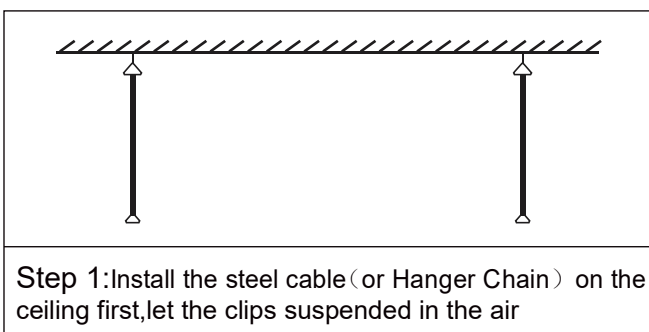 Step 1:Install the steel cable（or Hanger Chain）on the
ceiling first,let the clips suspended in the air